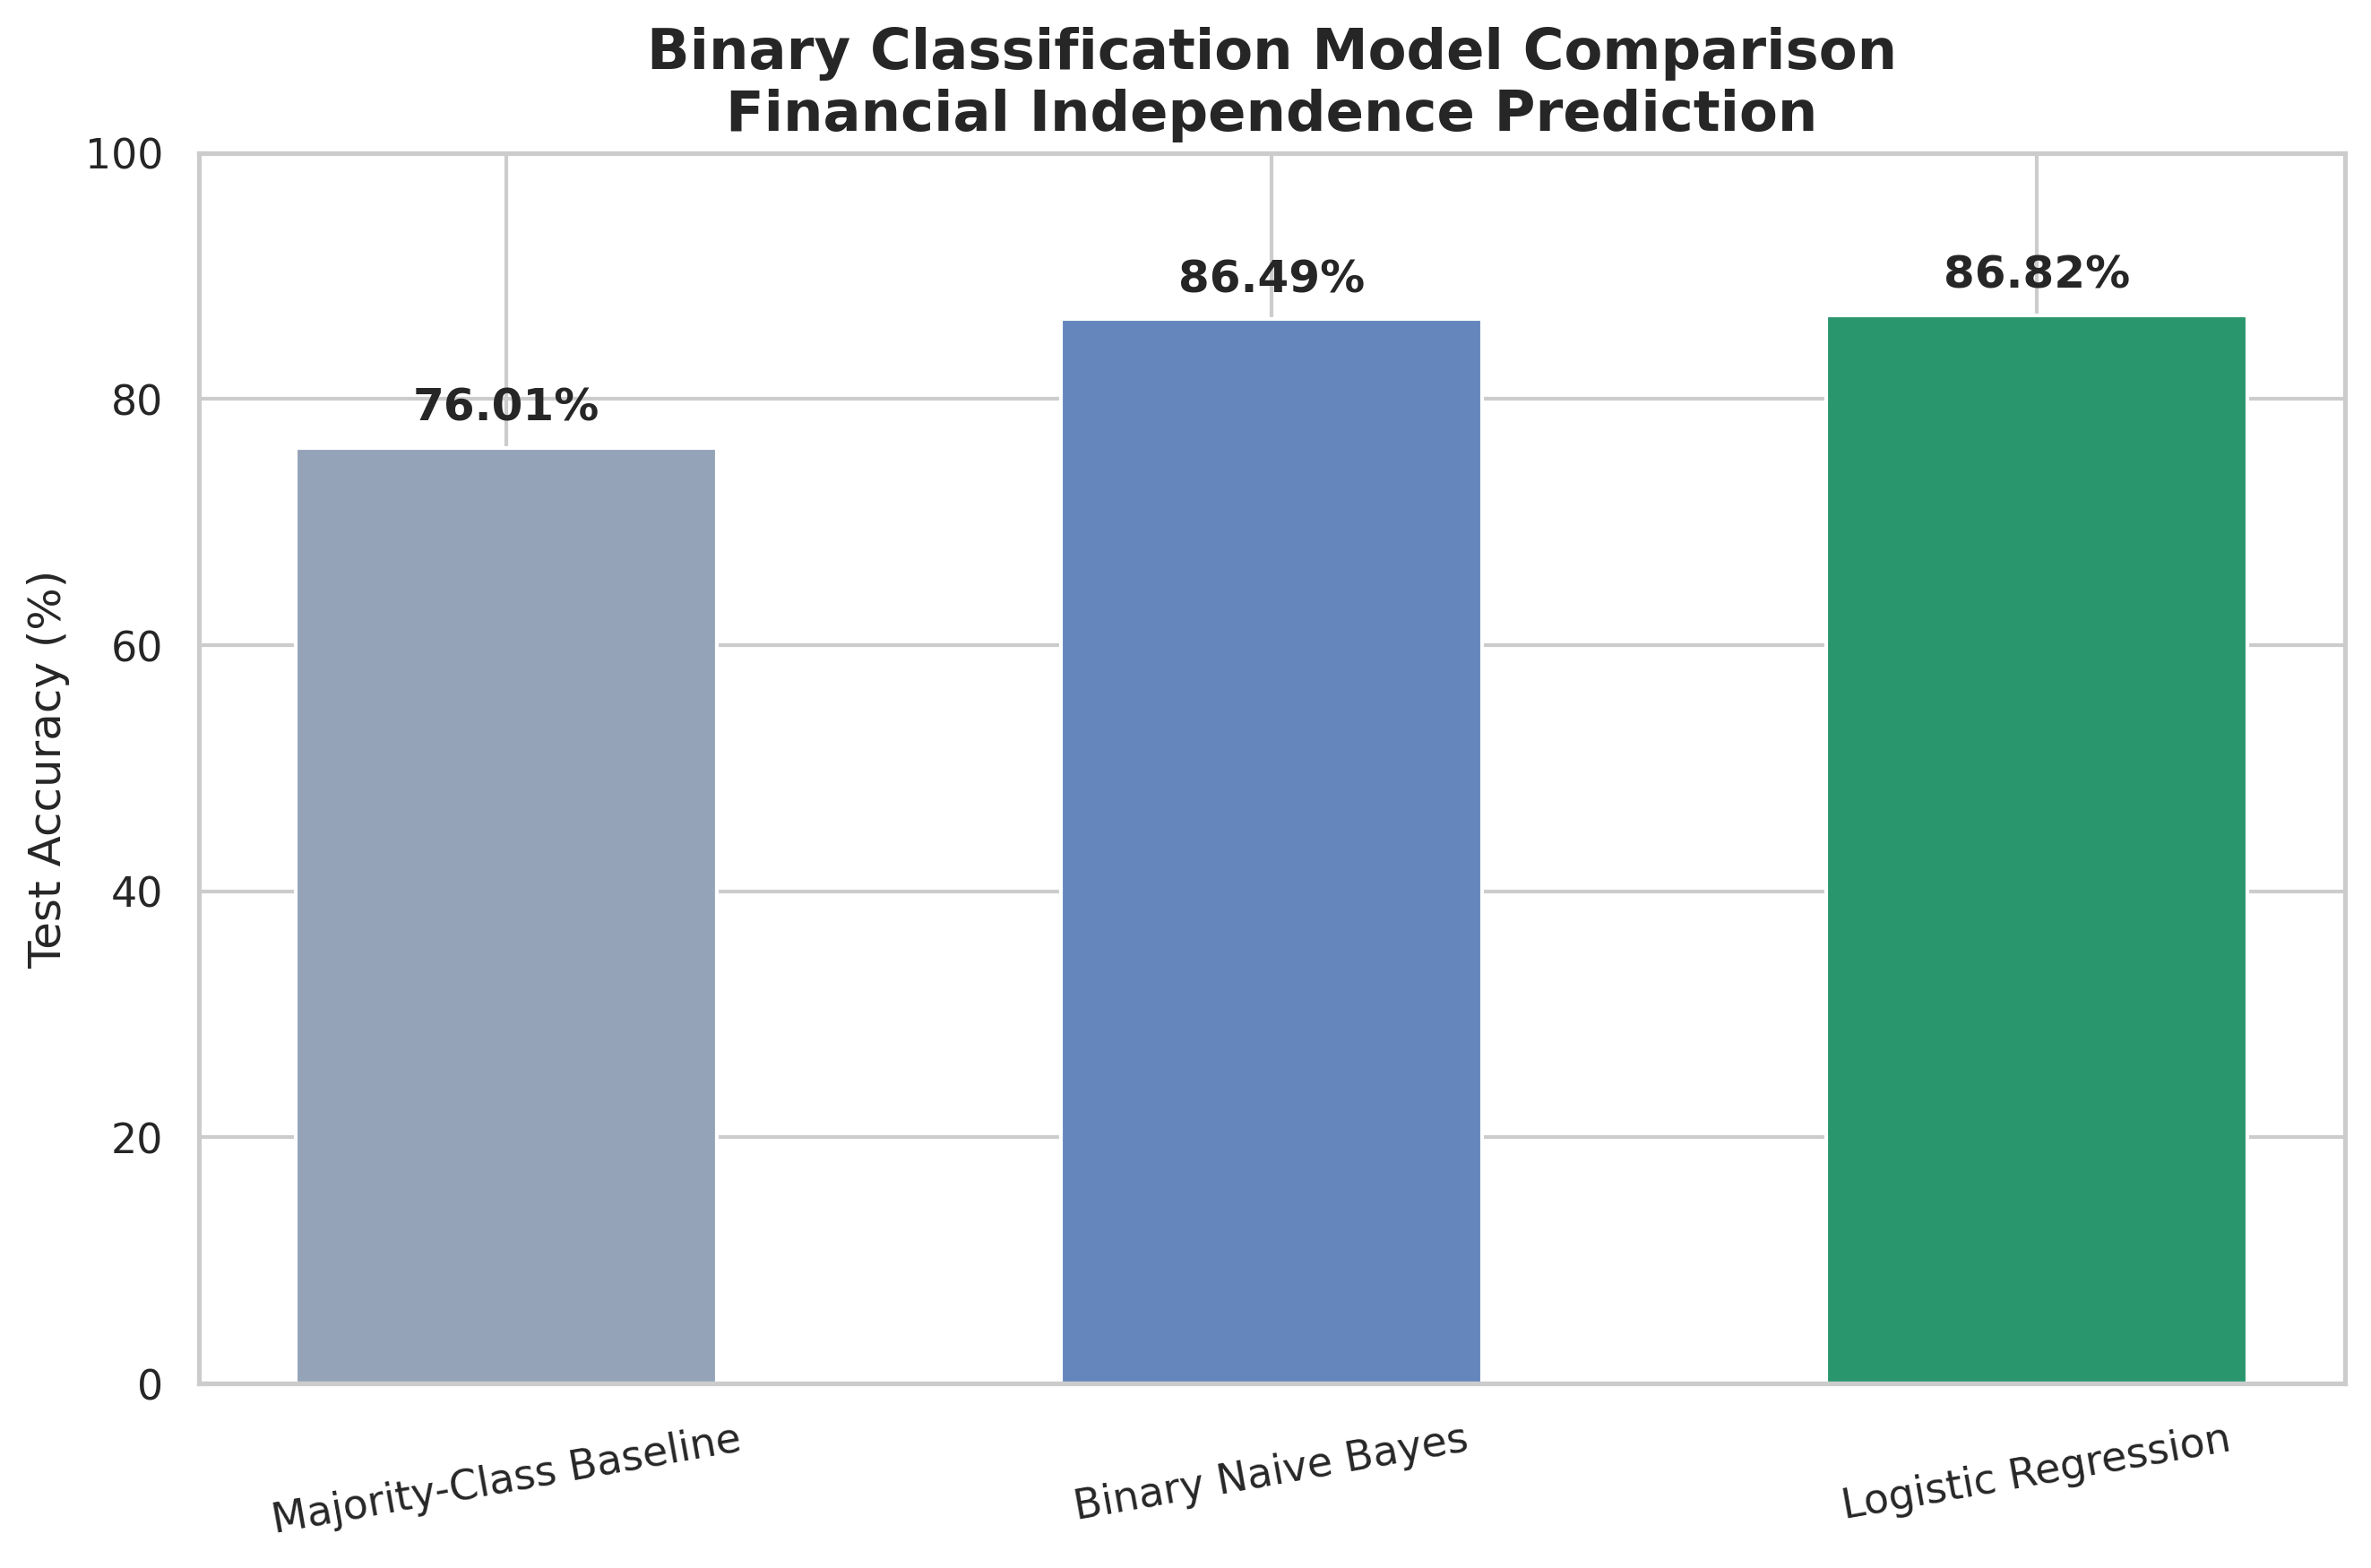 Binary Classification Model Comparison
Financial Independence Prediction
100
80
60
40
20
0
Test Accuracy (%)
76.01%
86.49%
86.82%
Majority-Class Baseline
Binary Naive Bayes
Logistic Regression